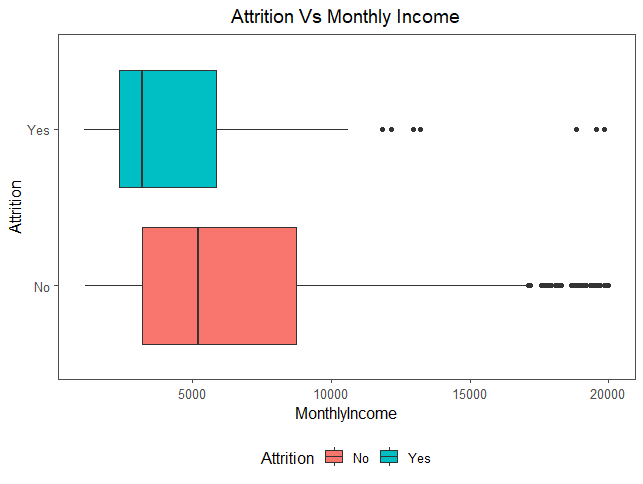 Attrition Vs Monthly Income
Attrition
Yes
No
5000
10000
15000
20000
MonthlyIncome
Attrition No Yes